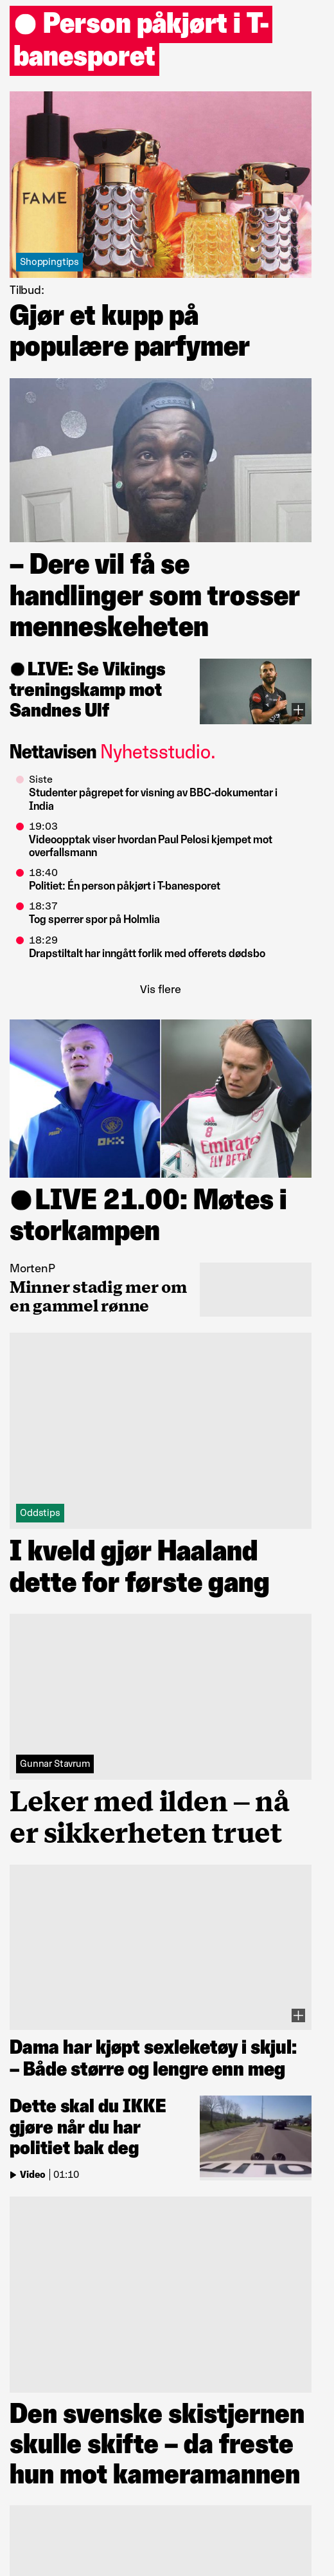 Person påkjørt i T-
banesporet
FAME
Shoppingtips
Tilbud:
Gjør et kupp på
populære parfymer
– Dere vil få se
handlinger som trosser
menneskeheten
LIVE: Se Vikings
treningskamp mot
Sandnes Ulf
Nettavisen Nyhetsstudio.
Siste
Studenter pågrepet for visning av BBC-dokumentar i
India
19:03
Videoopptak viser hvordan Paul Pelosi kjempet mot
overfallsmann
18:40
Politiet: Én person påkjørt i T-banesporet
18:37
Tog sperrer spor på Holmlia
18:29
Drapstiltalt har inngått forlik med offerets dødsbo
Vis flere
8
Emirates
FLY BETTER
LIVE 21.00: Møtes i
storkampen
MortenP
Minner stadig mer om
en gammel rønne
Oddstips
I kveld gjør Haaland
dette for første gang
Gunnar Stavrum
Leker med ilden – nå
er sikkerheten truet
Dama har kjøpt sexleketøy i skjul:
– Både større og lengre enn meg
Dette skal du IKKE
gjøre når du har
politiet bak deg
Video | 01:10
Den svenske skistjernen
skulle skifte – da freste
hun mot kameramannen